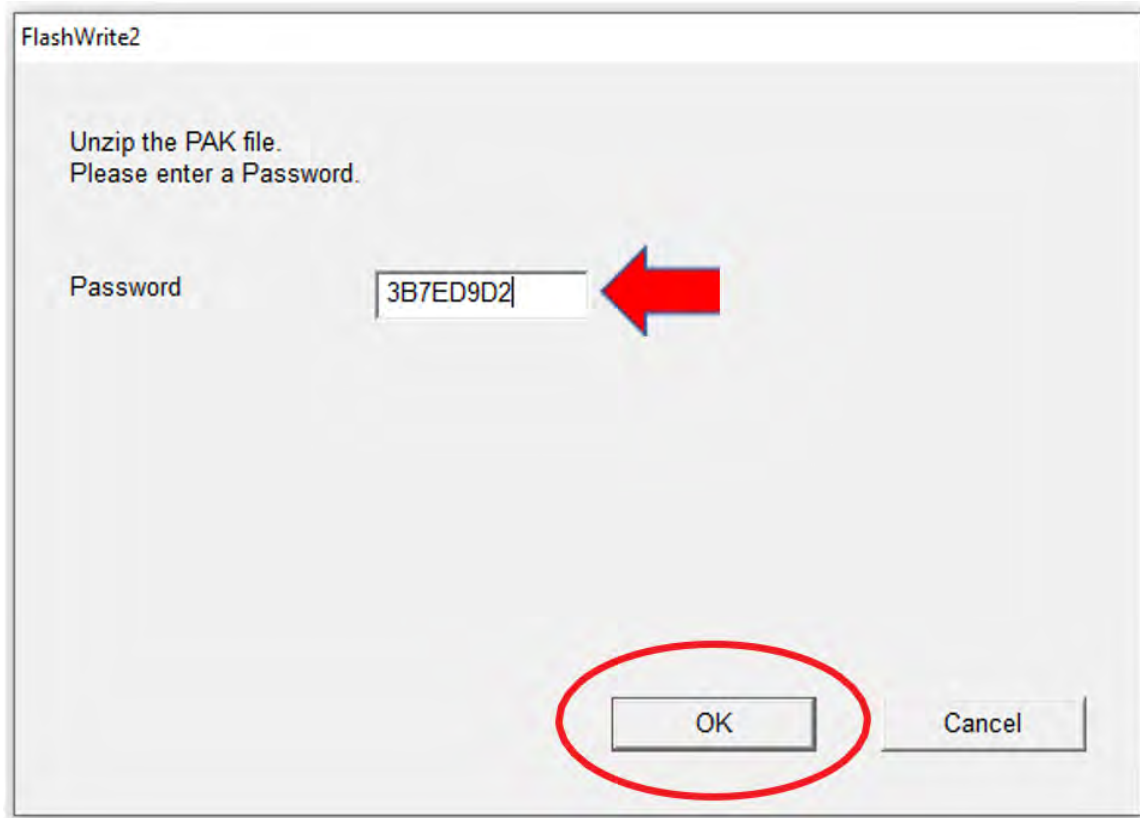 FlashWrite2
Unzip the PAK file.
Please enter a Password.
Password 3B7ED9D2
OK Cancel